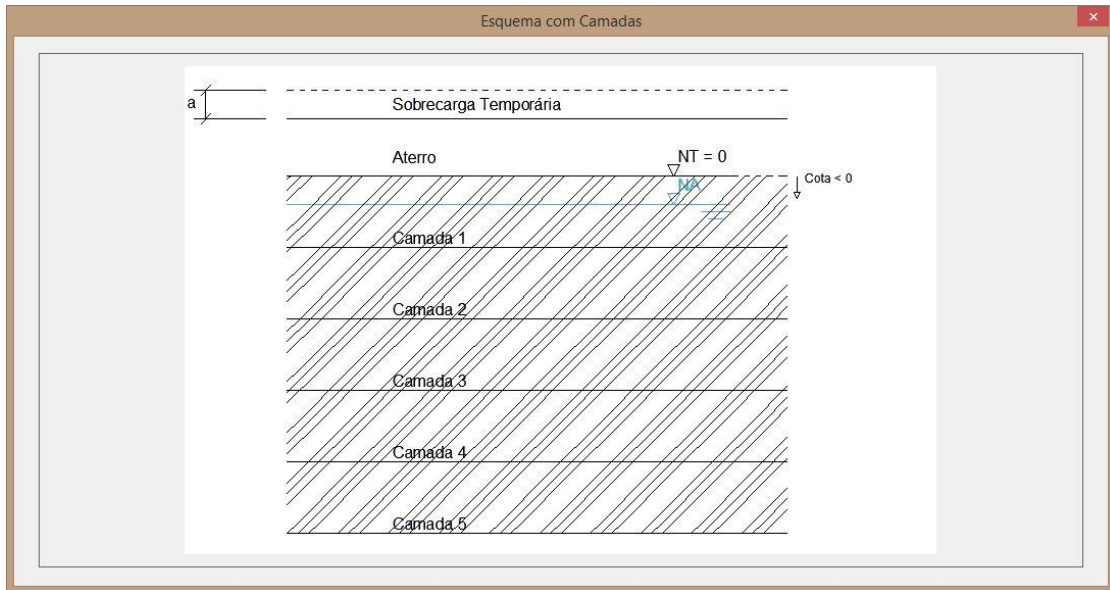 Esquema com Camadas
a
Sobrecarga Temporária
Aterro
NT = 0
Cota < 0
NA
Camada 1
Camada 2
Camada 3
Camada 4
Camada 5